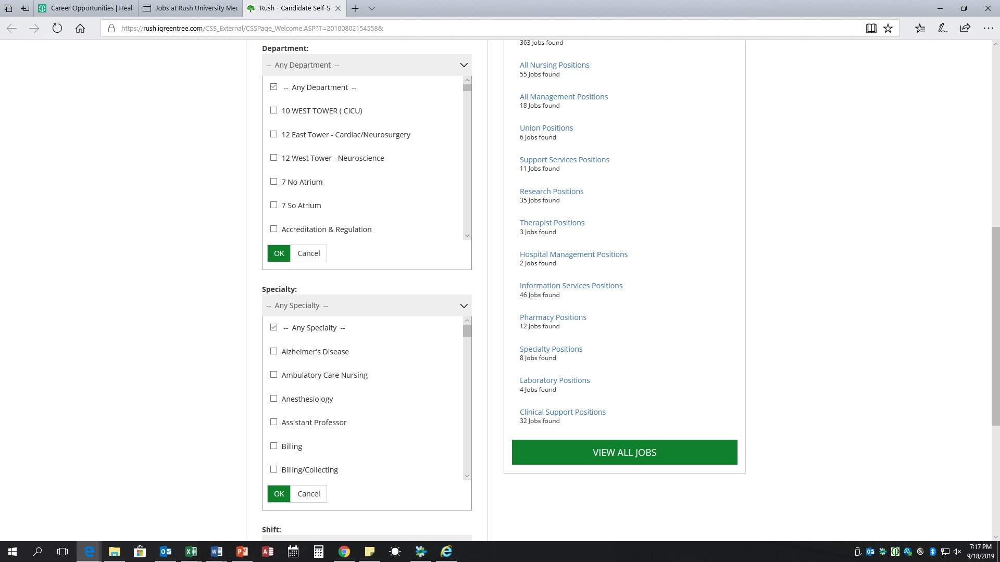 Career Opportunities | Healt
Jobs at Rush University Mec
Rush - Candidate Self-S
https://rush.igreentree.com/CSS_External/CSSPage_Welcome.ASP?T=20100802154558&
Department:
-- Any Department --
-- Any Department --
10 WEST TOWER ( CICU)
12 East Tower - Cardiac/Neurosurgery
12 West Tower - Neuroscience
7 No Atrium
7 So Atrium
Accreditation & Regulation
OK
Cancel
Specialty:
-- Any Specialty --
-- Any Specialty --
Alzheimer's Disease
Ambulatory Care Nursing
Anesthesiology
Assistant Professor
Billing
Billing/Collecting
OK
Cancel
Shift:
363 Jobs found
All Nursing Positions
55 Jobs found
All Management Positions
18 Jobs found
Union Positions
6 Jobs found
Support Services Positions
11 Jobs found
Research Positions
35 Jobs found
Therapist Positions
3 Jobs found
Hospital Management Positions
2 Jobs found
Information Services Positions
46 Jobs found
Pharmacy Positions
12 Jobs found
Specialty Positions
8 Jobs found
Laboratory Positions
4 Jobs found
Clinical Support Positions
32 Jobs found
VIEW ALL JOBS
7:17 PM
9/18/2019